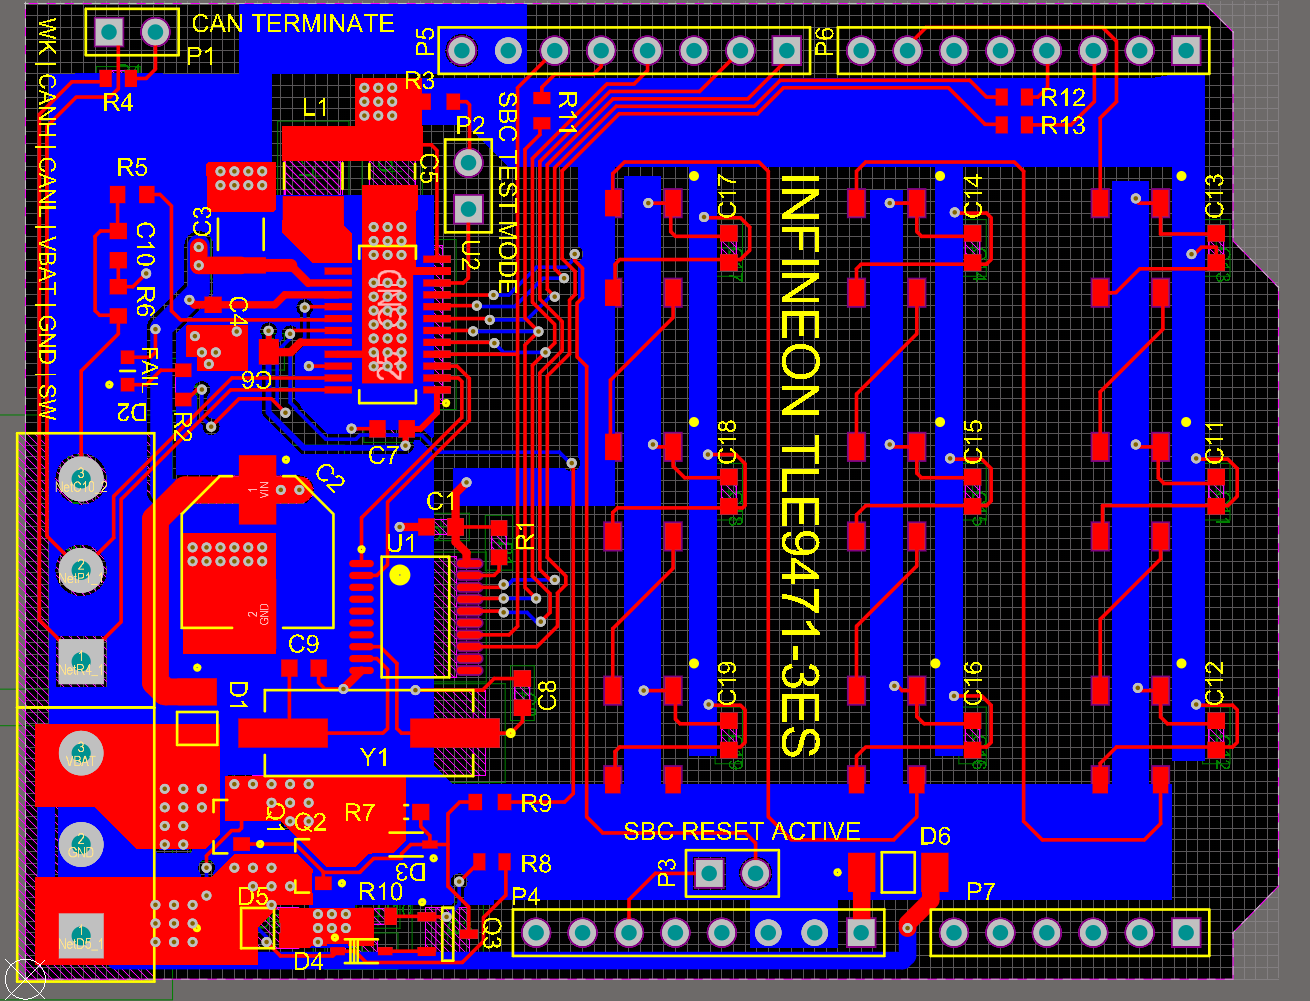 CAN TERMINATE
P1
R4
WK | CANH | CANL | VBAT | GND | SW
P5
P6
R3
L1
P2
R11
R12
R13
R5
C5
SBC TEST MODE
C3
C10
U2
R6
C4
GND
25
FAIL
C6
D2
R2
C7
C2
C17
C14
C13
INFINEON TLE9471-3ES
C18
C15
C11
3
NetC10_2
1
VIN
C1
U1
R1
2
NetP1_1
2
GND
C9
1
NetR4_1
D1
C8
C19
C16
C12
Y1
3
VBAT
Q1
Q2
R7
R9
SBC RESET ACTIVE
D6
2
GND
D3
R8
P3
R10
P4
P7
D5
1
NetD5_1
Q3
D4